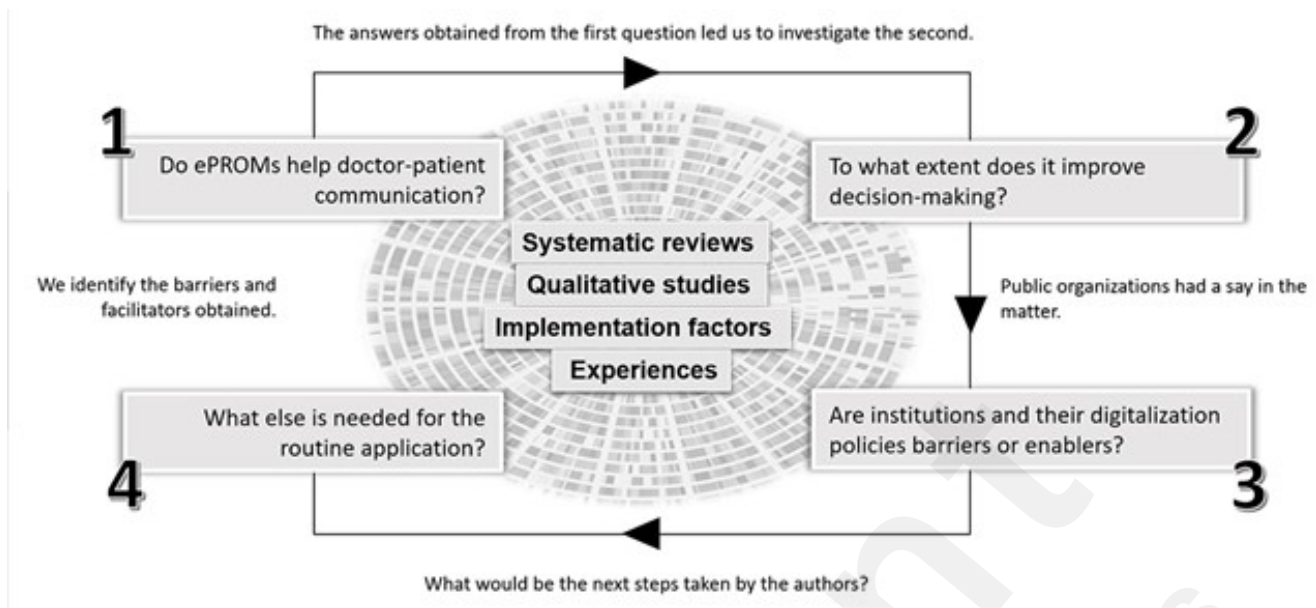 The answers obtained from the first question led us to investigate the second.
1
Do ePROMs help doctor-patient
communication?
2
To what extent does it improve
decision-making?
Systematic reviews
Qualitative studies
Implementation factors
Experiences
We identify the barriers and
facilitators obtained.
Public organizations had a say in the
matter.
What else is needed for the
routine application?
4
Are institutions and their digitalization
policies barriers or enablers?
3
What would be the next steps taken by the authors?